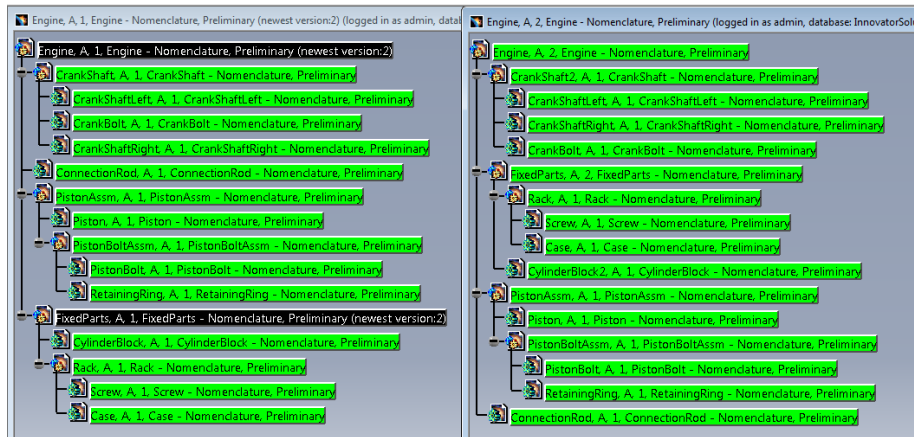 Engine, A, 1, Engine - Nomenclature, Preliminary (newest version:2) (logged in as admin, datal
Engine, A, 1, Engine - Nomenclature, Preliminary (newest version:2)
CrankShaft, A, 1, CrankShaft - Nomenclature, Preliminary
CrankShaftLeft, A, 1, CrankShaftLeft - Nomenclature, Preliminary
CrankBolt, A, 1, CrankBolt - Nomenclature, Preliminary
CrankShaftRight, A, 1, CrankShaftRight - Nomenclature, Preliminary
ConnectionRod, A, 1, ConnectionRod - Nomenclature, Preliminary
PistonAssm, A, 1, PistonAssm - Nomenclature, Preliminary
Piston, A, 1, Piston - Nomenclature, Preliminary
PistonBoltAssm, A, 1, PistonBoltAssm - Nomenclature, Preliminary
PistonBolt, A, 1, PistonBolt - Nomenclature, Preliminary
RetainingRing, A, 1, RetainingRing - Nomenclature, Preliminary
FixedParts, A, 1, FixedParts - Nomenclature, Preliminary (newest version:2)
CylinderBlock, A, 1, CylinderBlock - Nomenclature, Preliminary
Rack, A, 1, Rack - Nomenclature, Preliminary
Screw, A, 1, Screw - Nomenclature, Preliminary
Case, A, 1, Case - Nomenclature, Preliminary
Engine, A, 2, Engine - Nomenclature, Preliminary (logged in as admin, database: InnovatorSolu
Engine, A, 2, Engine - Nomenclature, Preliminary
CrankShaft2, A, 1, CrankShaft - Nomenclature, Preliminary
CrankShaftLeft, A, 1, CrankShaftLeft - Nomenclature, Preliminary
CrankShaftRight, A, 1, CrankShaftRight - Nomenclature, Preliminary
CrankBolt, A, 1, CrankBolt - Nomenclature, Preliminary
FixedParts, A, 2, FixedParts - Nomenclature, Preliminary
Rack, A, 1, Rack - Nomenclature, Preliminary
Screw, A, 1, Screw - Nomenclature, Preliminary
Case, A, 1, Case - Nomenclature, Preliminary
CylinderBlock2, A, 1, CylinderBlock - Nomenclature, Preliminary
PistonAssm, A, 1, PistonAssm - Nomenclature, Preliminary
Piston, A, 1, Piston - Nomenclature, Preliminary
PistonBoltAssm, A, 1, PistonBoltAssm - Nomenclature, Preliminary
PistonBolt, A, 1, PistonBolt - Nomenclature, Preliminary
RetainingRing, A, 1, RetainingRing - Nomenclature, Preliminary
ConnectionRod, A, 1, ConnectionRod - Nomenclature, Preliminary